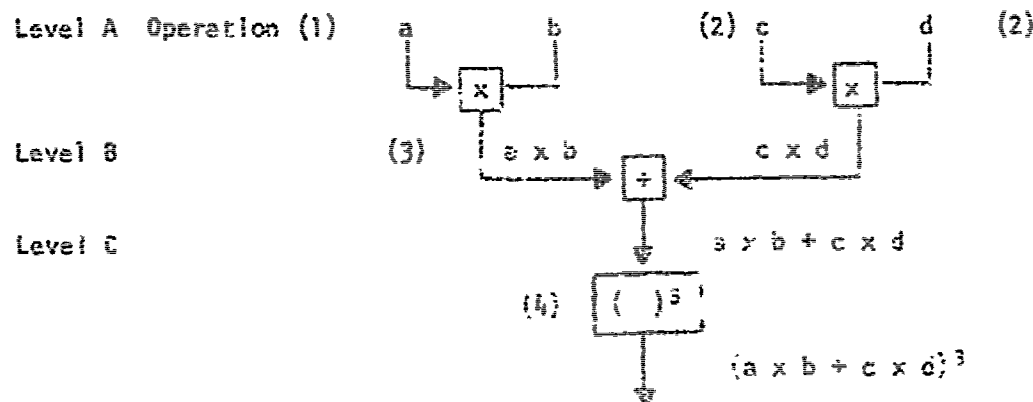 Level A Operation (1) a b (2) c d (2)
x x
Level B (3) a x b c x d
+
Level C a x b + c x d
(4) ( )³
(a x b + c x d)³